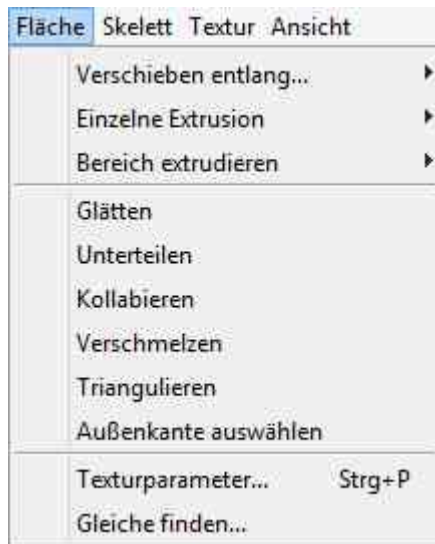 Fläche Skelett Textur Ansicht
Verschieben entlang...
Einzelne Extrusion
Bereich extrudieren
Glätten
Unterteilen
Kollabieren
Verschmelzen
Triangulieren
Außenkante auswählen
Texturparameter... Strg+P
Gleiche finden...